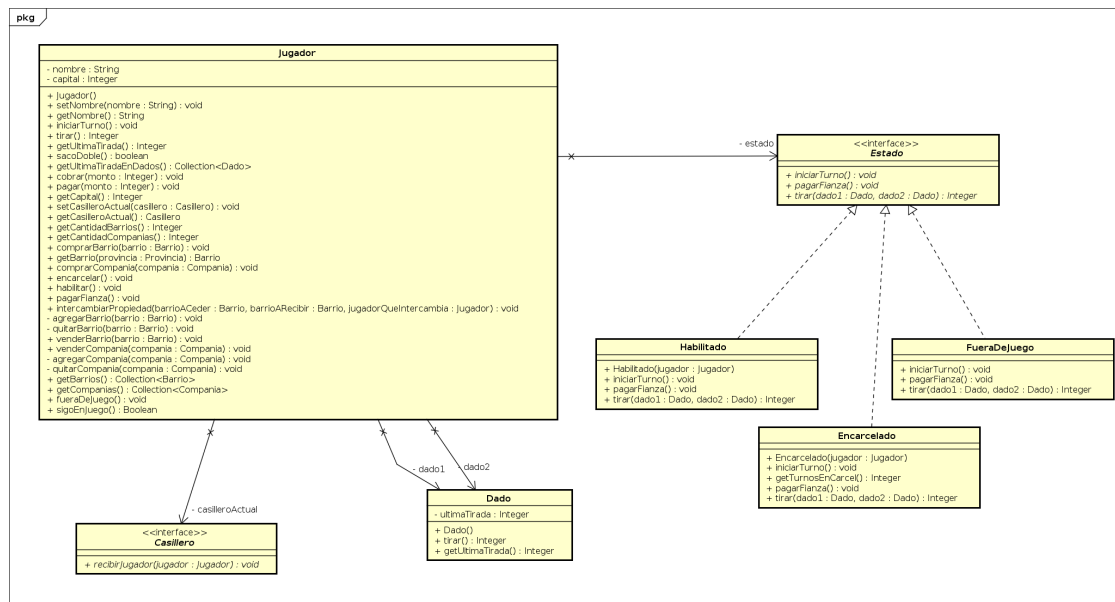 pkg
Jugador
- nombre : String
- capital : Integer
+ Jugador()
+ setNombre(nombre : String) : void
+ getNombre() : String
+ iniciarTurno() : void
+ tirar() : Integer
+ getUltimaTirada() : Integer
+ sacoDoble() : boolean
+ getUltimaTiradaEnDados() : Collection<Dado>
+ cobrar(monto : Integer) : void
+ pagar(monto : Integer) : void
+ getCapital() : Integer
+ setCasilleroActual(casillero : Casillero) : void
+ getCasilleroActual() : Casillero
+ getCantidadBarrios() : Integer
+ getCantidadCompanias() : Integer
+ comprarBarrio(barrio : Barrio) : void
+ getBarrio(provincia : Provincia) : Barrio
+ comprarCompania(compania : Compania) : void
+ encarcelar() : void
+ habilitar() : void
+ pagarFianza() : void
+ intercambiarPropiedad(barrioACeder : Barrio, barrioARecibir : Barrio, jugadorQueIntercambia : Jugador) : void
- agregarBarrio(barrio : Barrio) : void
- quitarBarrio(barrio : Barrio) : void
+ venderBarrio(barrio : Barrio) : void
+ venderCompania(compania : Compania) : void
- agregarCompania(compania : Compania) : void
- quitarCompania(compania : Compania) : void
+ getBarrios() : Collection<Barrio>
+ getCompanias() : Collection<Compania>
+ fueraDeJuego() : void
+ sigoEnJuego() : Boolean
- estado
<<interface>>
Estado
+ iniciarTurno() : void
+ pagarFianza() : void
+ tirar(dado1 : Dado, dado2 : Dado) : Integer
Habilitado
+ Habilitado(jugador : Jugador)
+ iniciarTurno() : void
+ pagarFianza() : void
+ tirar(dado1 : Dado, dado2 : Dado) : Integer
FueraDeJuego
+ iniciarTurno() : void
+ pagarFianza() : void
+ tirar(dado1 : Dado, dado2 : Dado) : Integer
Encarcelado
+ Encarcelado(jugador : Jugador)
+ iniciarTurno() : void
+ getTurnosEnCarcel() : Integer
+ pagarFianza() : void
+ tirar(dado1 : Dado, dado2 : Dado) : Integer
- dado1
- dado2
Dado
- ultimaTirada : Integer
+ Dado()
+ tirar() : Integer
+ getUltimaTirada() : Integer
- casilleroActual
<<interface>>
Casillero
+ recibirJugador(jugador : Jugador) : void